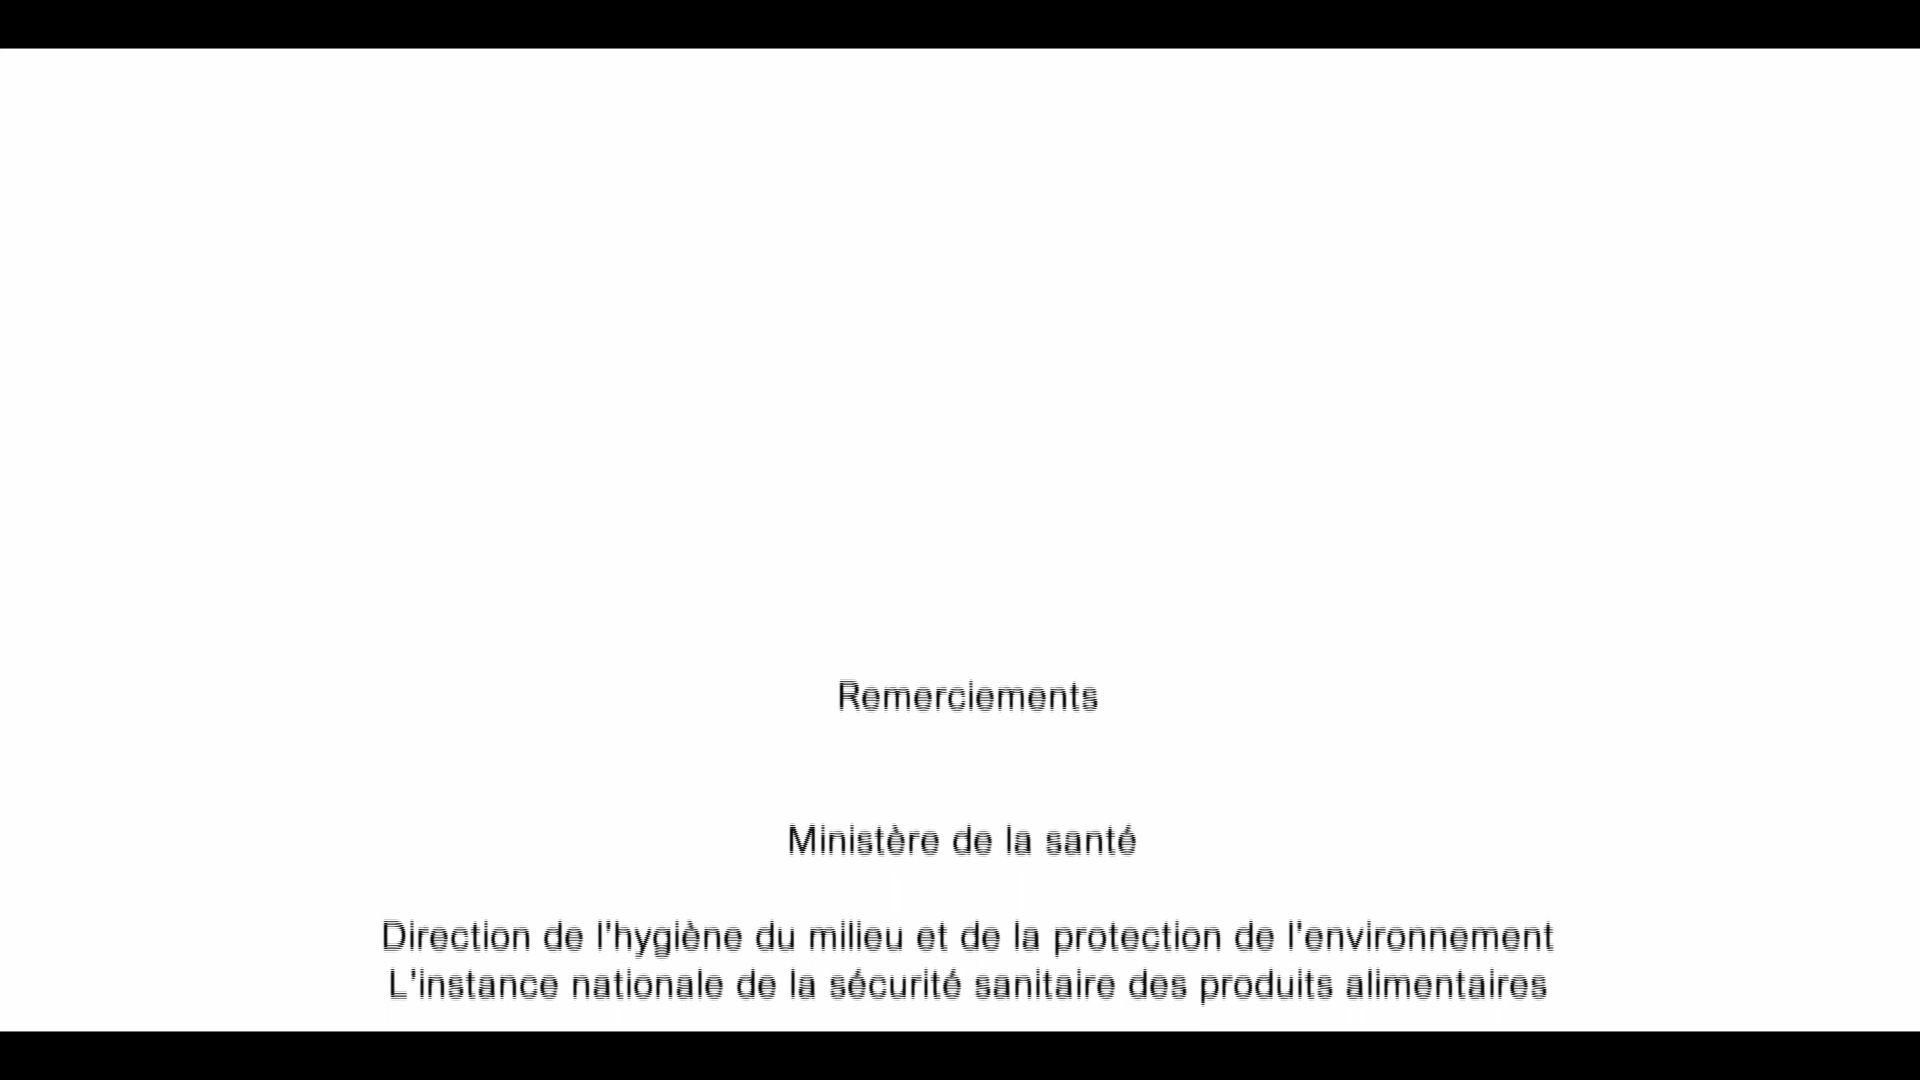 Remerciements
Ministère de la santé
Direction de l'hygiène du milieu et de la protection de l'environnement
L'instance nationale de la sécurité sanitaire des produits alimentaires